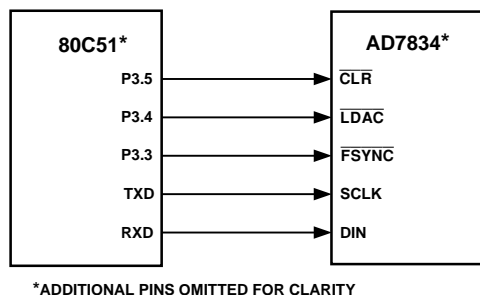 80C51* AD7834*
P3.5 CLR
P3.4 LDAC
P3.3 FSYNC
TXD SCLK
RXD DIN
*ADDITIONAL PINS OMITTED FOR CLARITY